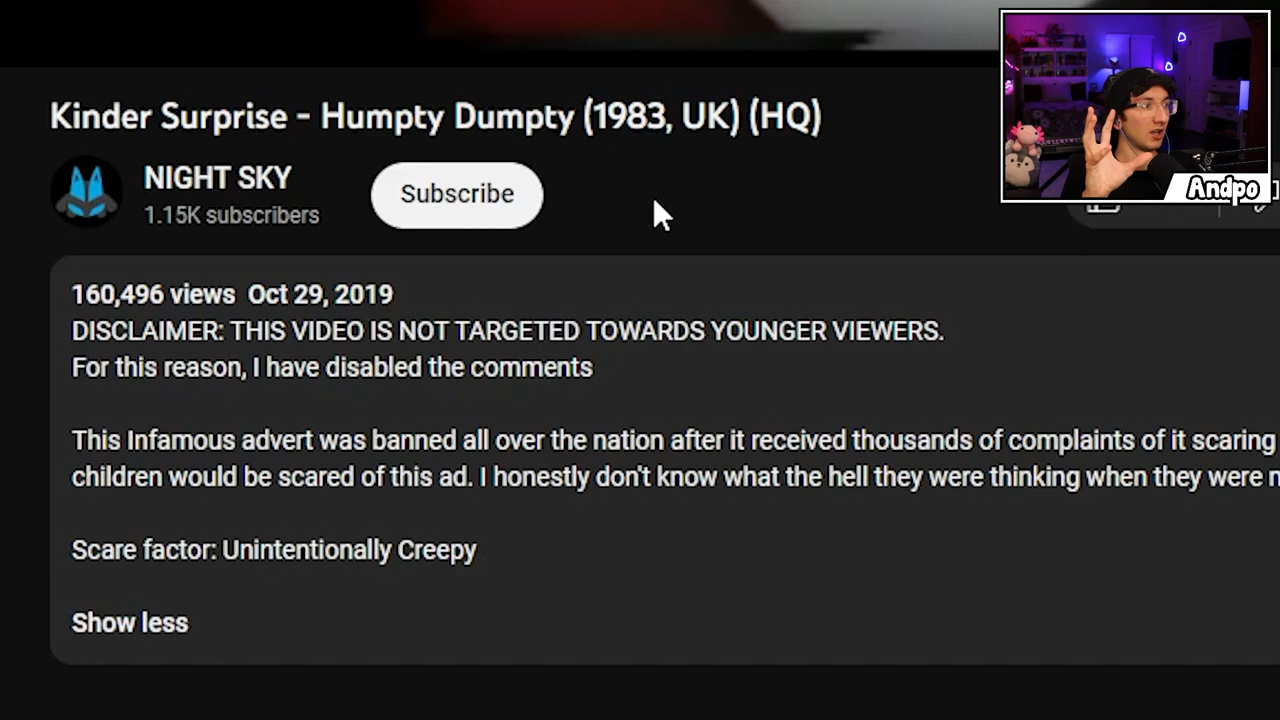 Kinder Surprise - Humpty Dumpty (1983, UK) (HQ)
NIGHT SKY
1.15K subscribers
Subscribe
Andpo
160,496 views Oct 29, 2019
DISCLAIMER: THIS VIDEO IS NOT TARGETED TOWARDS YOUNGER VIEWERS.
For this reason, I have disabled the comments
This Infamous advert was banned all over the nation after it received thousands of complaints of it scaring
children would be scared of this ad. I honestly don't know what the hell they were thinking when they were
Scare factor: Unintentionally Creepy
Show less